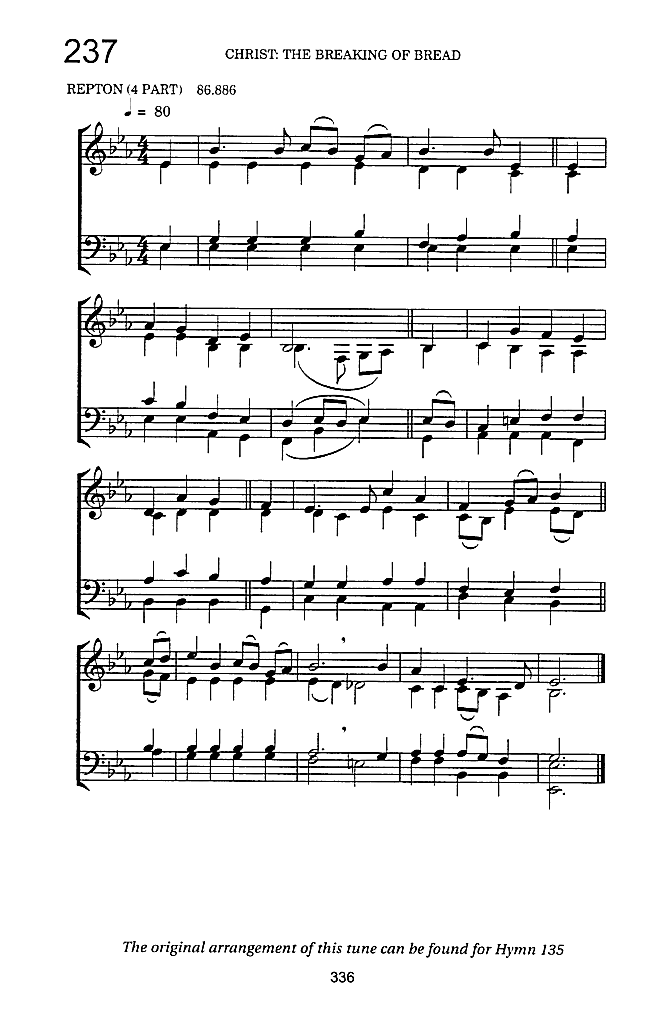 237
CHRIST: THE BREAKING OF BREAD
REPTON (4 PART) 86.886
♩ = 80
The original arrangement of this tune can be found for Hymn 135
336